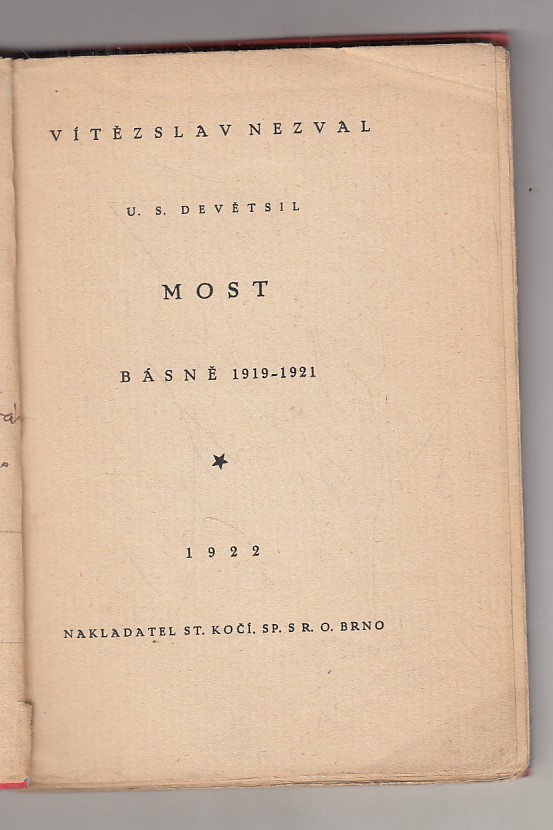 VÍTĚZSLAV NEZVAL
U. S. DEVĚTSIL
MOST
BÁSNĚ 1919-1921
1922
NAKLADATEL ST. KOČÍ, SP. S R. O. BRNO